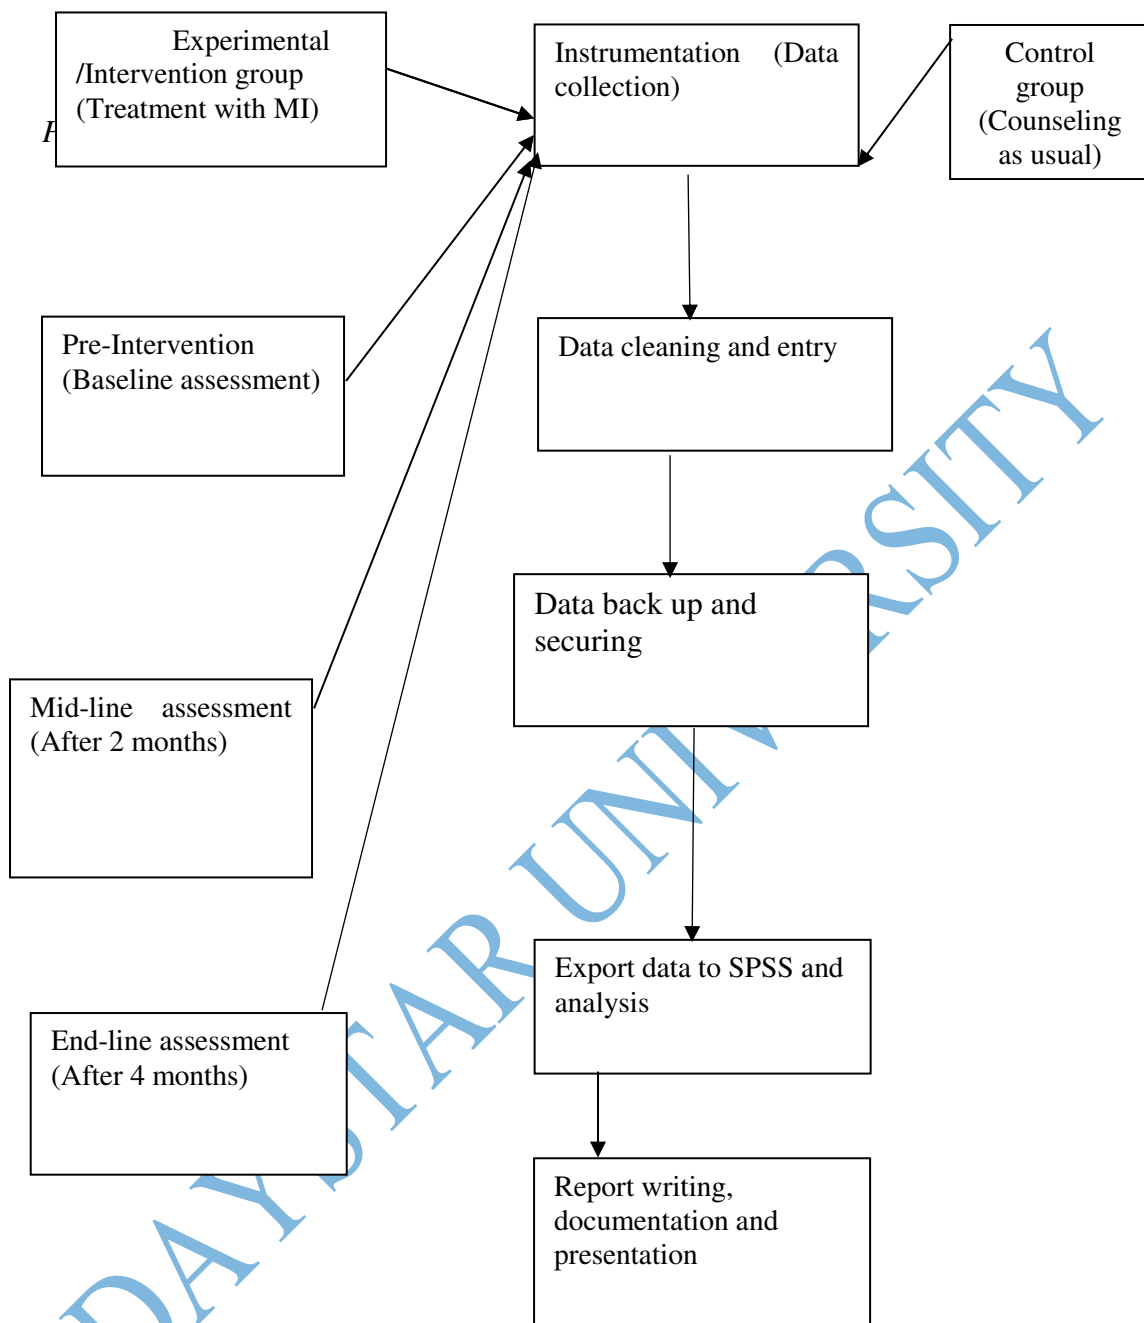 Experimental
/Intervention group
(Treatment with MI)
Instrumentation (Data
collection)
Control
group
(Counseling
as usual)
Pre-Intervention
(Baseline assessment)
Data cleaning and entry
Data back up and
securing
Mid-line assessment
(After 2 months)
Export data to SPSS and
analysis
End-line assessment
(After 4 months)
Report writing,
documentation and
presentation
DAYSTAR UNIVERSITY